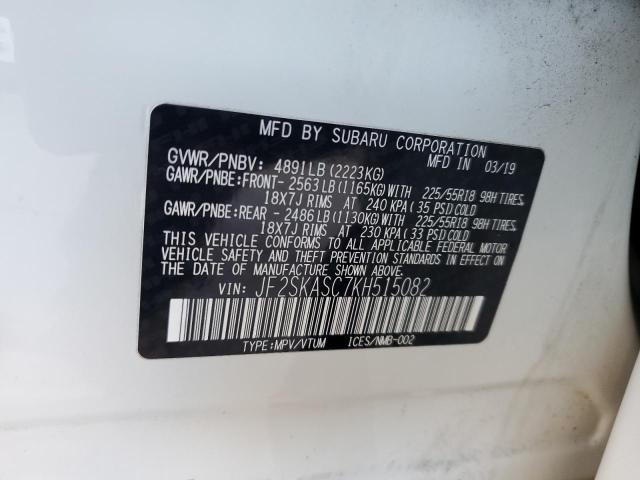 MFD BY SUBARU CORPORATION
MFD IN 03/19
GVWR/PNBV: 4891LB(2223KG)
GAWR/PNBE:FRONT- 2563LB(1165KG)WITH 225/55R18 98H TIRES,
18X7J RIMS AT 240 KPA(35 PSI)COLD
GAWR/PNBE:REAR - 2486LB(1130KG)WITH 225/55R18 98H TIRES,
18X7J RIMS AT 230 KPA(33 PSI)COLD
THIS VEHICLE CONFORMS TO ALL APPLICABLE FEDERAL MOTOR
VEHICLE SAFETY AND THEFT PREVENTION STANDARDS IN EFFECT
ON THE DATE OF MANUFACTURE SHOWN ABOVE.
VIN: JF2SKASC7KH515082
TYPE:MPV/VTUM ICES/NMB-002